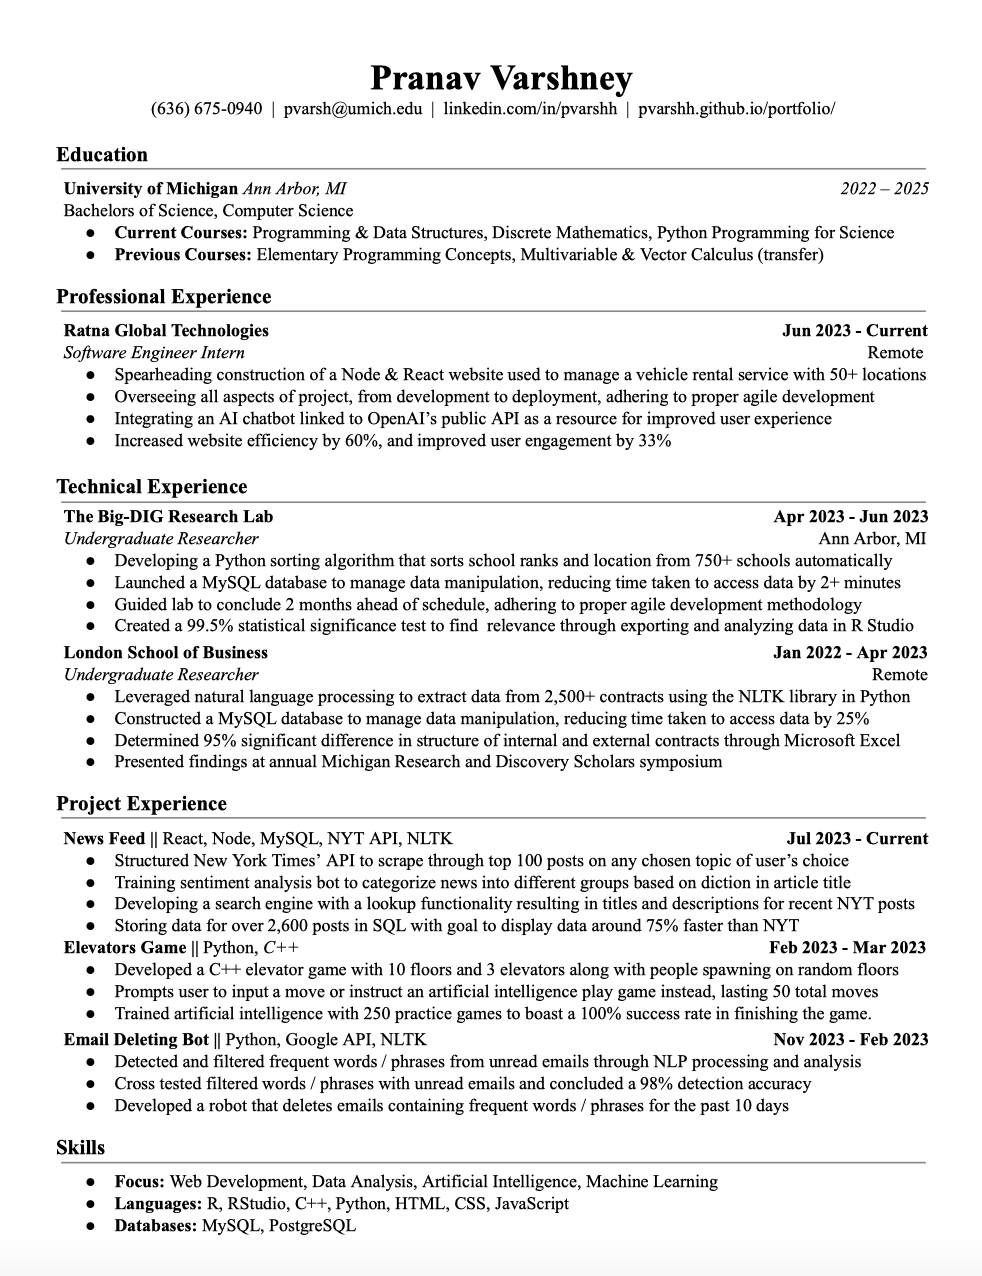 Pranav Varshney
(636) 675-0940 | pvarsh@umich.edu | linkedin.com/in/pvarshh | pvarshh.github.io/portfolio/
Education
University of Michigan Ann Arbor, MI 2022 – 2025
Bachelors of Science, Computer Science
● Current Courses: Programming & Data Structures, Discrete Mathematics, Python Programming for Science
● Previous Courses: Elementary Programming Concepts, Multivariable & Vector Calculus (transfer)
Professional Experience
Ratna Global Technologies Jun 2023 - Current
Software Engineer Intern Remote
● Spearheading construction of a Node & React website used to manage a vehicle rental service with 50+ locations
● Overseeing all aspects of project, from development to deployment, adhering to proper agile development
● Integrating an AI chatbot linked to OpenAI’s public API as a resource for improved user experience
● Increased website efficiency by 60%, and improved user engagement by 33%
Technical Experience
The Big-DIG Research Lab Apr 2023 - Jun 2023
Undergraduate Researcher Ann Arbor, MI
● Developing a Python sorting algorithm that sorts school ranks and location from 750+ schools automatically
● Launched a MySQL database to manage data manipulation, reducing time taken to access data by 2+ minutes
● Guided lab to conclude 2 months ahead of schedule, adhering to proper agile development methodology
● Created a 99.5% statistical significance test to find relevance through exporting and analyzing data in R Studio
London School of Business Jan 2022 - Apr 2023
Undergraduate Researcher Remote
● Leveraged natural language processing to extract data from 2,500+ contracts using the NLTK library in Python
● Constructed a MySQL database to manage data manipulation, reducing time taken to access data by 25%
● Determined 95% significant difference in structure of internal and external contracts through Microsoft Excel
● Presented findings at annual Michigan Research and Discovery Scholars symposium
Project Experience
News Feed || React, Node, MySQL, NYT API, NLTK Jul 2023 - Current
● Structured New York Times’ API to scrape through top 100 posts on any chosen topic of user’s choice
● Training sentiment analysis bot to categorize news into different groups based on diction in article title
● Developing a search engine with a lookup functionality resulting in titles and descriptions for recent NYT posts
● Storing data for over 2,600 posts in SQL with goal to display data around 75% faster than NYT
Elevators Game || Python, C++ Feb 2023 - Mar 2023
● Developed a C++ elevator game with 10 floors and 3 elevators along with people spawning on random floors
● Prompts user to input a move or instruct an artificial intelligence play game instead, lasting 50 total moves
● Trained artificial intelligence with 250 practice games to boast a 100% success rate in finishing the game.
Email Deleting Bot || Python, Google API, NLTK Nov 2023 - Feb 2023
● Detected and filtered frequent words / phrases from unread emails through NLP processing and analysis
● Cross tested filtered words / phrases with unread emails and concluded a 98% detection accuracy
● Developed a robot that deletes emails containing frequent words / phrases for the past 10 days
Skills
● Focus: Web Development, Data Analysis, Artificial Intelligence, Machine Learning
● Languages: R, RStudio, C++, Python, HTML, CSS, JavaScript
● Databases: MySQL, PostgreSQL